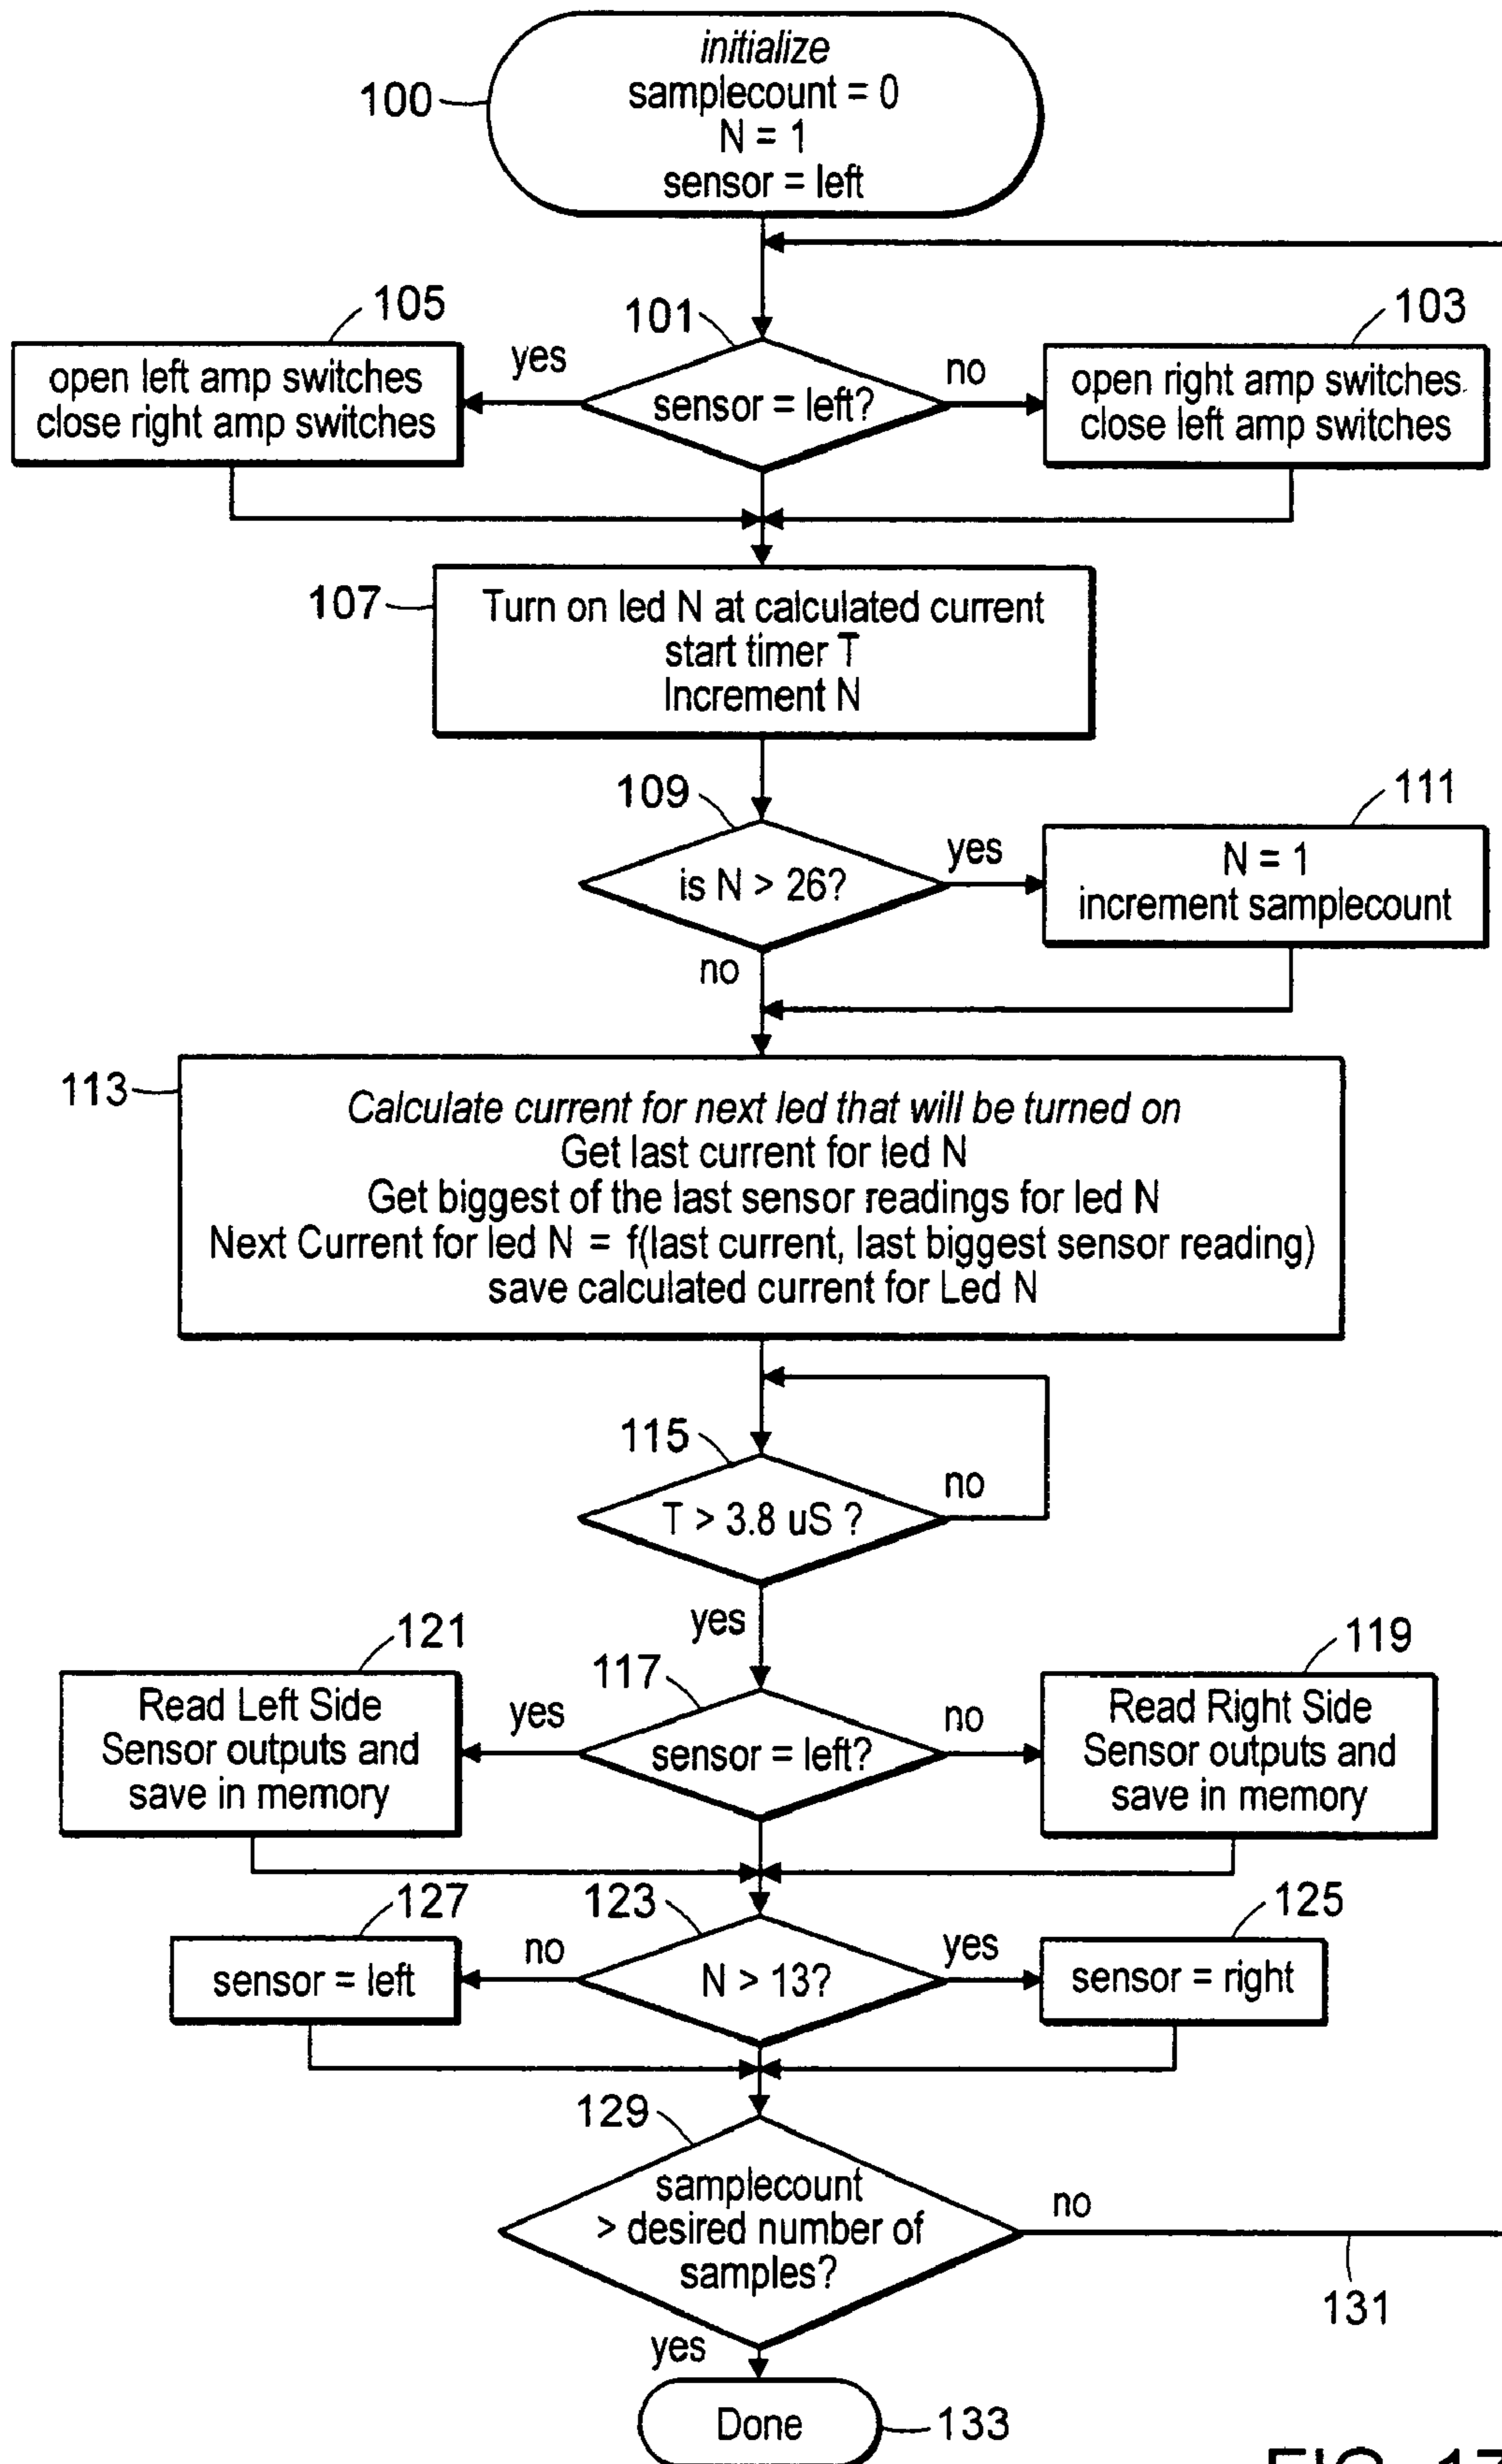 initialize
samplecount = 0
N = 1
sensor = left
100
105
101
103
yes
no
open left amp switches
close right amp switches
sensor = left?
open right amp switches
close left amp switches
107
Turn on led N at calculated current
start timer T
Increment N
109
111
is N > 26?
yes
N = 1
increment samplecount
no
113
Calculate current for next led that will be turned on
Get last current for led N
Get biggest of the last sensor readings for led N
Next Current for led N = f(last current, last biggest sensor reading)
save calculated current for Led N
115
T > 3.8 uS ?
no
yes
121
117
119
Read Left Side
Sensor outputs and
save in memory
yes
sensor = left?
no
Read Right Side
Sensor outputs and
save in memory
127
123
125
sensor = left
no
N > 13?
yes
sensor = right
129
samplecount
> desired number of
samples?
no
131
yes
Done
133
FIG. 17